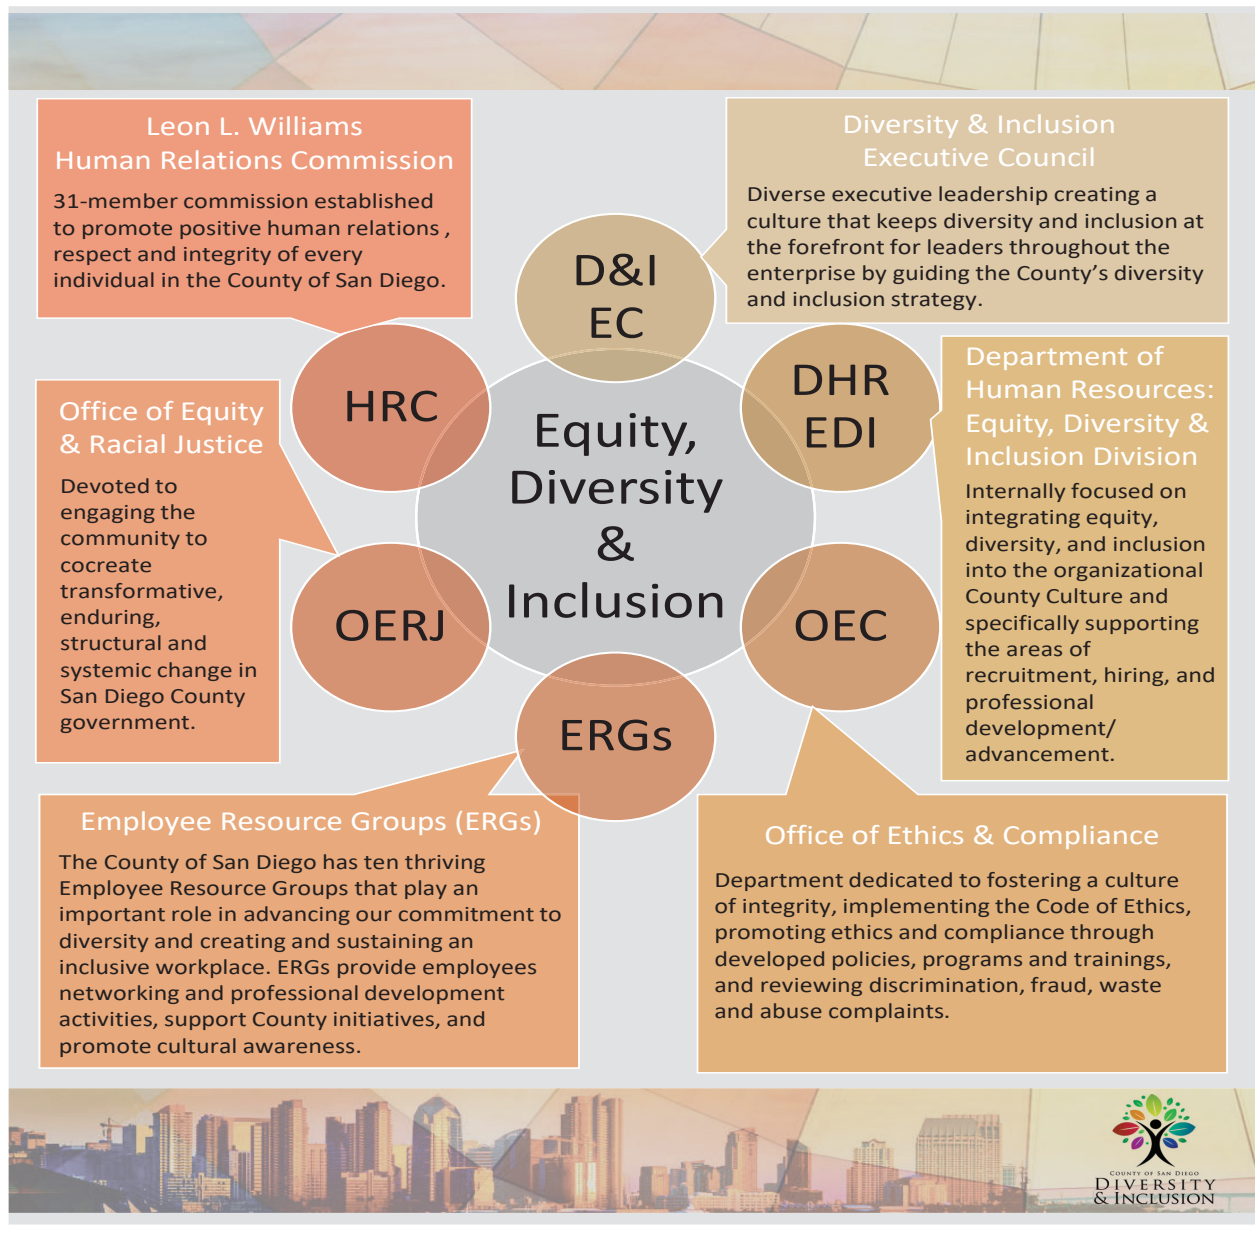 Leon L. Williams
Human Relations Commission
31-member commission established
to promote positive human relations ,
respect and integrity of every
individual in the County of San Diego.
Diversity & Inclusion
Executive Council
Diverse executive leadership creating a
culture that keeps diversity and inclusion at
the forefront for leaders throughout the
enterprise by guiding the County’s diversity
and inclusion strategy.
D&I
EC
HRC
DHR
EDI
Equity,
Diversity
&
Inclusion
OERJ
OEC
ERGs
Office of Equity
& Racial Justice
Devoted to
engaging the
community to
cocreate
transformative,
enduring,
structural and
systemic change in
San Diego County
government.
Department of
Human Resources:
Equity, Diversity &
Inclusion Division
Internally focused on
integrating equity,
diversity, and inclusion
into the organizational
County Culture and
specifically supporting
the areas of
recruitment, hiring, and
professional
development/
advancement.
Employee Resource Groups (ERGs)
The County of San Diego has ten thriving
Employee Resource Groups that play an
important role in advancing our commitment to
diversity and creating and sustaining an
inclusive workplace. ERGs provide employees
networking and professional development
activities, support County initiatives, and
promote cultural awareness.
Office of Ethics & Compliance
Department dedicated to fostering a culture
of integrity, implementing the Code of Ethics,
promoting ethics and compliance through
developed policies, programs and trainings,
and reviewing discrimination, fraud, waste
and abuse complaints.
COUNTY OF SAN DIEGO
DIVERSITY
& INCLUSION